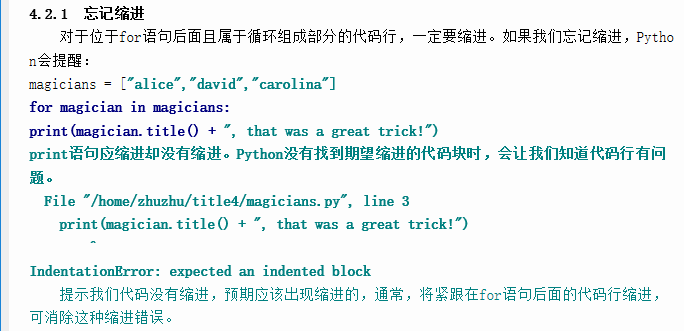 4.2.1 忘记缩进
对于位于for语句后面且属于循环组成部分的代码行，一定要缩进。如果我们忘记缩进，Pytho
n会提醒：
magicians = ["alice","david","carolina"]
for magician in magicians:
print(magician.title() + ", that was a great trick!")
print语句应缩进却没有缩进。Python没有找到期望缩进的代码块时，会让我们知道代码行有问
题。
File "/home/zhuzhu/title4/magicians.py", line 3
print(magician.title() + ", that was a great trick!")
^
IndentationError: expected an indented block
提示我们代码没有缩进，预期应该出现缩进的，通常，将紧跟在for语句后面的代码行缩进，
可消除这种缩进错误。